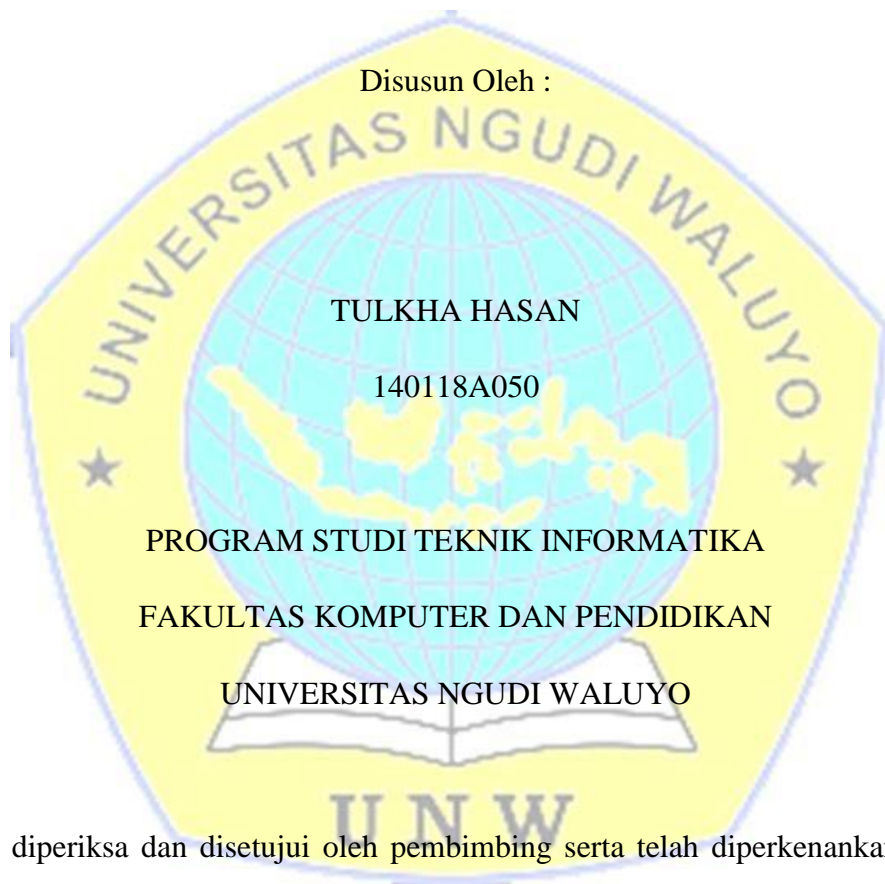 Disusun Oleh :
UNIVERSITAS NGUDI WALUYO
TULKHA HASAN
140118A050
PROGRAM STUDI TEKNIK INFORMATIKA
FAKULTAS KOMPUTER DAN PENDIDIKAN
UNIVERSITAS NGUDI WALUYO
U N W
diperiksa dan disetujui oleh pembimbing serta telah diperkenankan